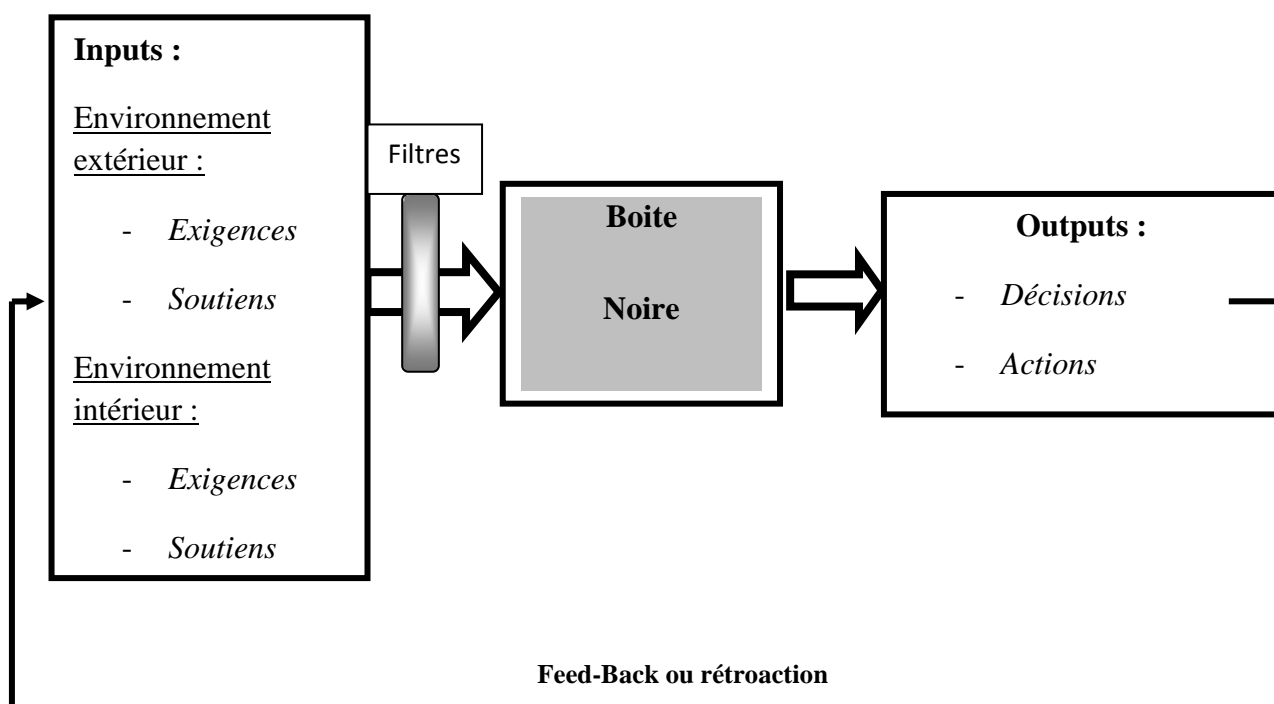 Inputs :
Environnement
extérieur :
- Exigences
- Soutiens
Environnement
intérieur :
- Exigences
- Soutiens
Filtres
Boite
Noire
Outputs :
- Décisions
- Actions
Feed-Back ou rétroaction